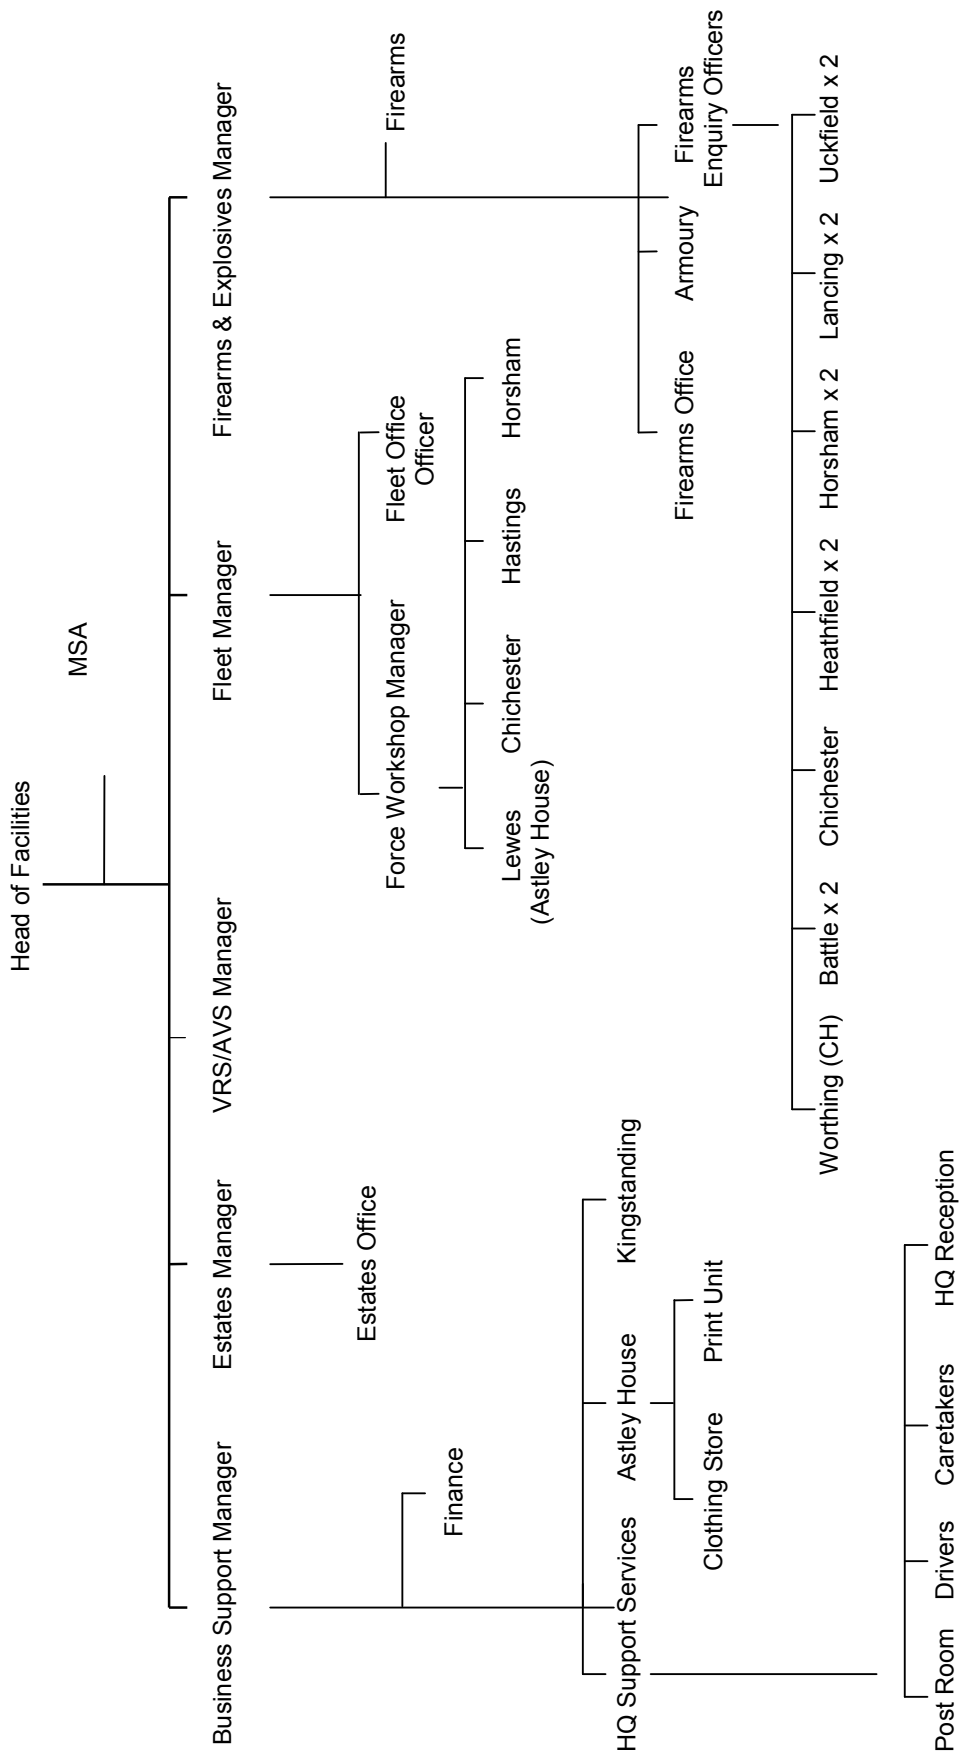 Head of Facilities
MSA
Business Support Manager
Estates Manager
VRS/AVS Manager
Fleet Manager
Firearms & Explosives Manager
Estates Office
Force Workshop Manager
Fleet Office
Officer
Firearms
Finance
Lewes
(Astley House)
Chichester
Hastings
Horsham
HQ Support Services
Astley House
Kingstanding
Firearms Office
Armoury
Firearms
Enquiry Officers
Clothing Store
Print Unit
Worthing (CH)
Battle x 2
Chichester
Heathfield x 2
Horsham x 2
Lancing x 2
Uckfield x 2
Post Room
Drivers
Caretakers
HQ Reception